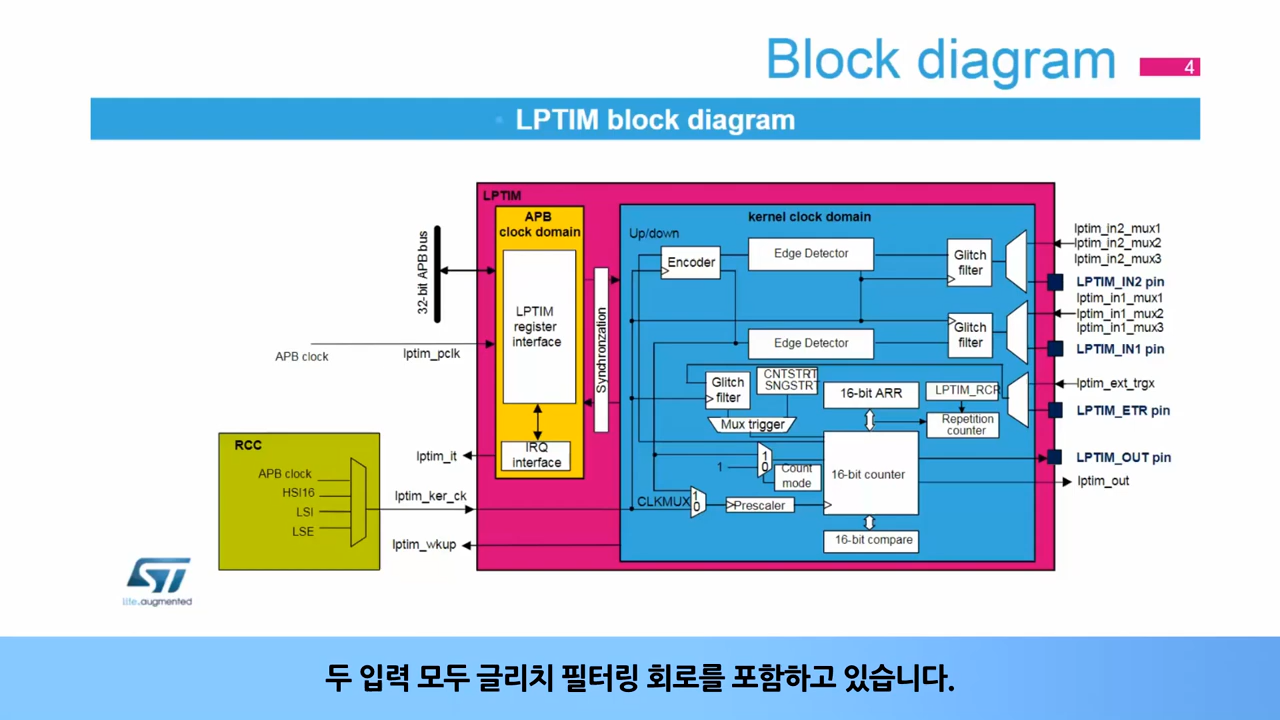 Block diagram
4
LPTIM block diagram
LPTIM
APB
clock domain
kernel clock domain
32-bit APB bus
LPTIM
register
interface
IRQ
interface
Synchronization
Up/down
Encoder
Edge Detector
Glitch
filter
Edge Detector
Glitch
filter
Glitch
filter
CNTSTRT
SNGSTRT
Mux trigger
16-bit ARR
LPTIM_RCR
Repetition
counter
1
0
1
Count
mode
16-bit counter
CLKMUX
1
0
Prescaler
16-bit compare
lptim_in2_mux1
lptim_in2_mux2
lptim_in2_mux3
LPTIM_IN2 pin
lptim_in1_mux1
lptim_in1_mux2
lptim_in1_mux3
LPTIM_IN1 pin
lptim_ext_trgx
LPTIM_ETR pin
LPTIM_OUT pin
lptim_out
APB clock
lptim_pclk
lptim_it
lptim_ker_ck
lptim_wkup
RCC
APB clock
HSI16
LSI
LSE
ST
life.augmented
두 입력 모두 글리치 필터링 회로를 포함하고 있습니다.